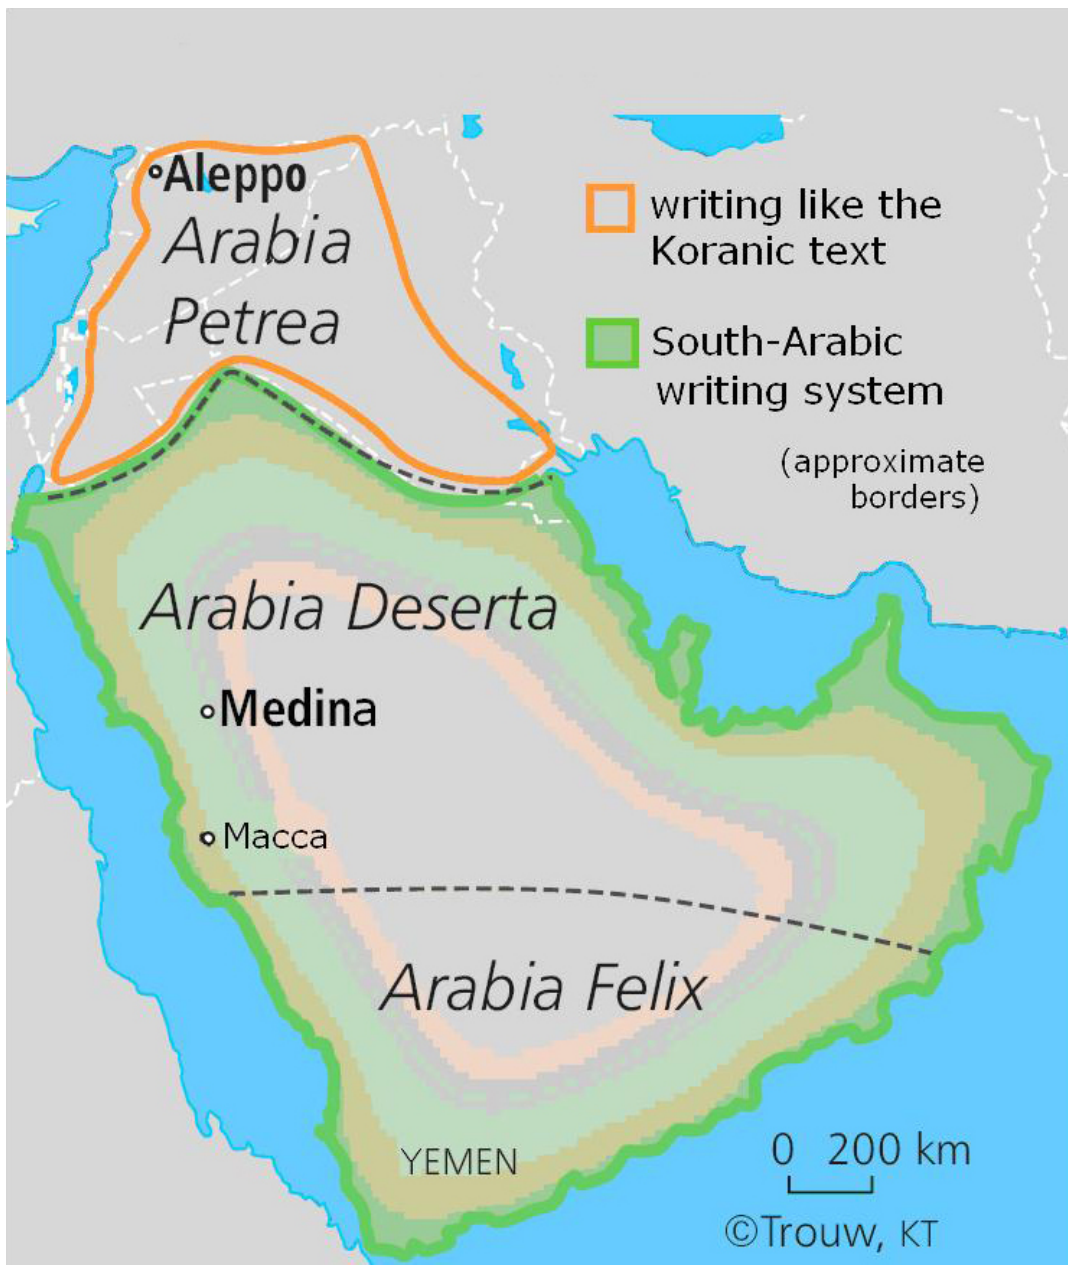 Aleppo
Arabia
Petrea
writing like the
Koranic text
South-Arabic
writing system
(approximate
borders)
Arabia Deserta
Medina
Macca
Arabia Felix
YEMEN
0 200 km
©Trouw, KT